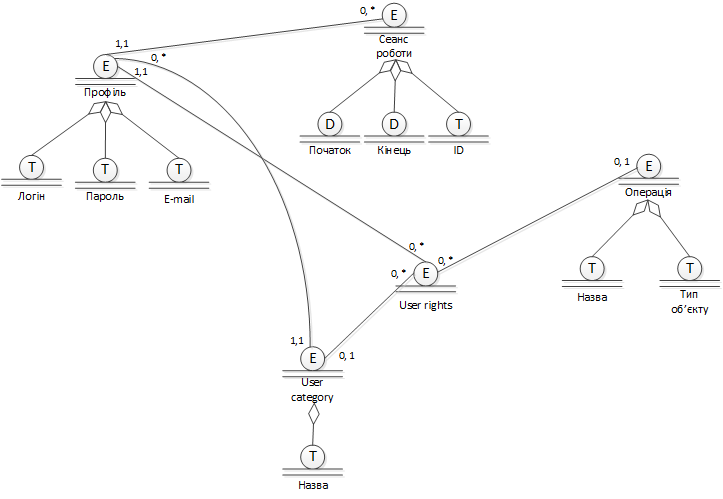 0, *
E
Сеанс
роботи
1,1
E
0, *
1,1
Профіль
D
D
T
Початок
Кінець
ID
T
T
T
Логін
Пароль
E-mail
0, 1
E
Операція
0, *
0, *
0, *
E
User rights
T
T
Назва
Тип
об’єкту
1,1
E
0, 1
User
category
T
Назва